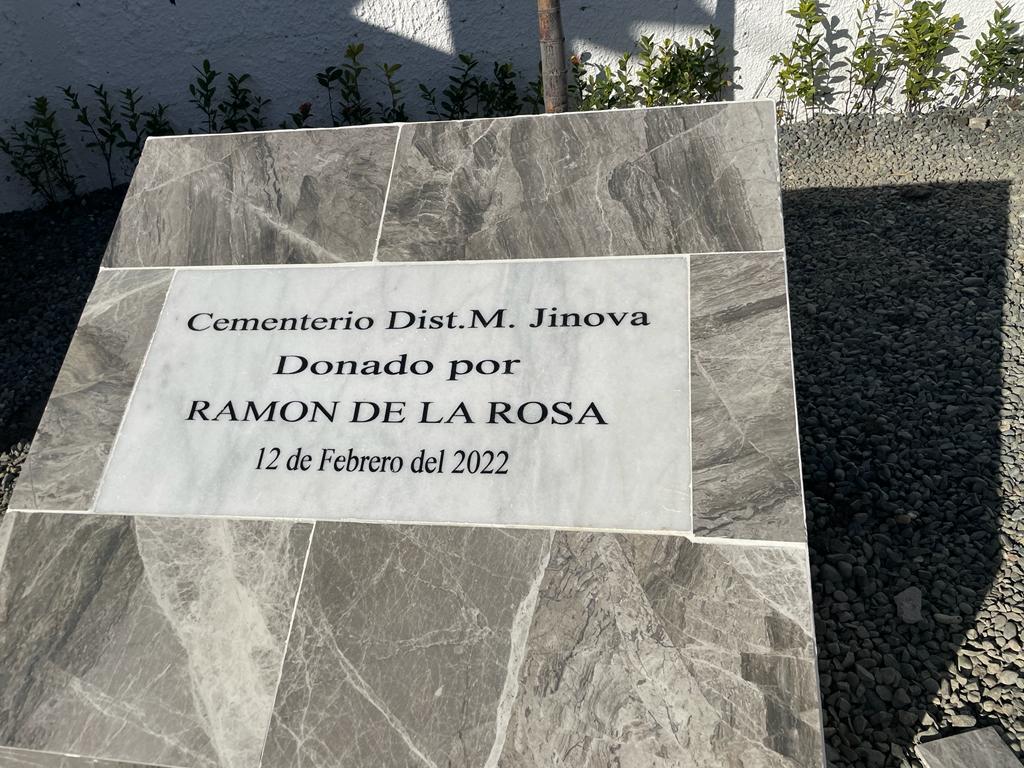 Cementerio Dist.M. Jinova
Donado por
RAMON DE LA ROSA
12 de Febrero del 2022